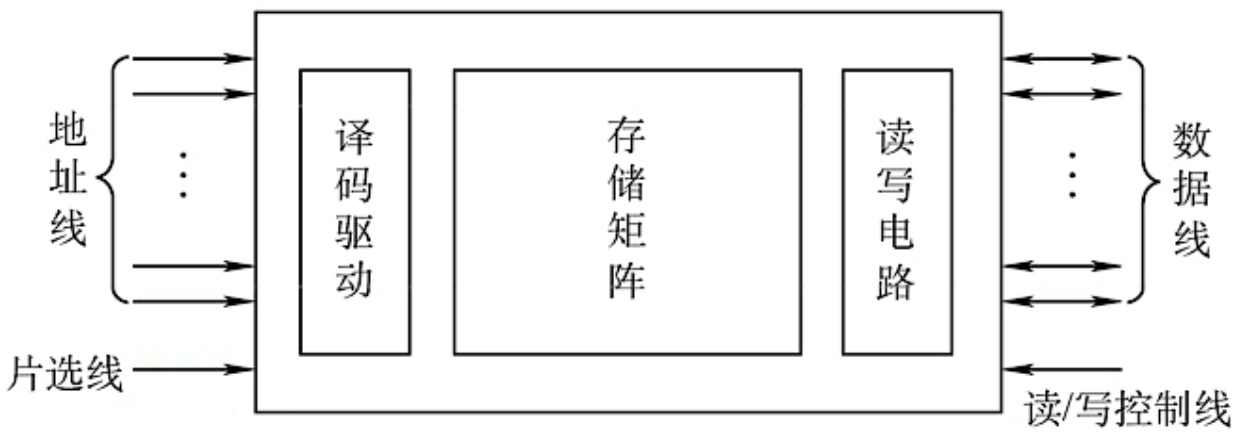 地址线
片选线
译码驱动
存储矩阵
读写电路
数据线
读/写控制线